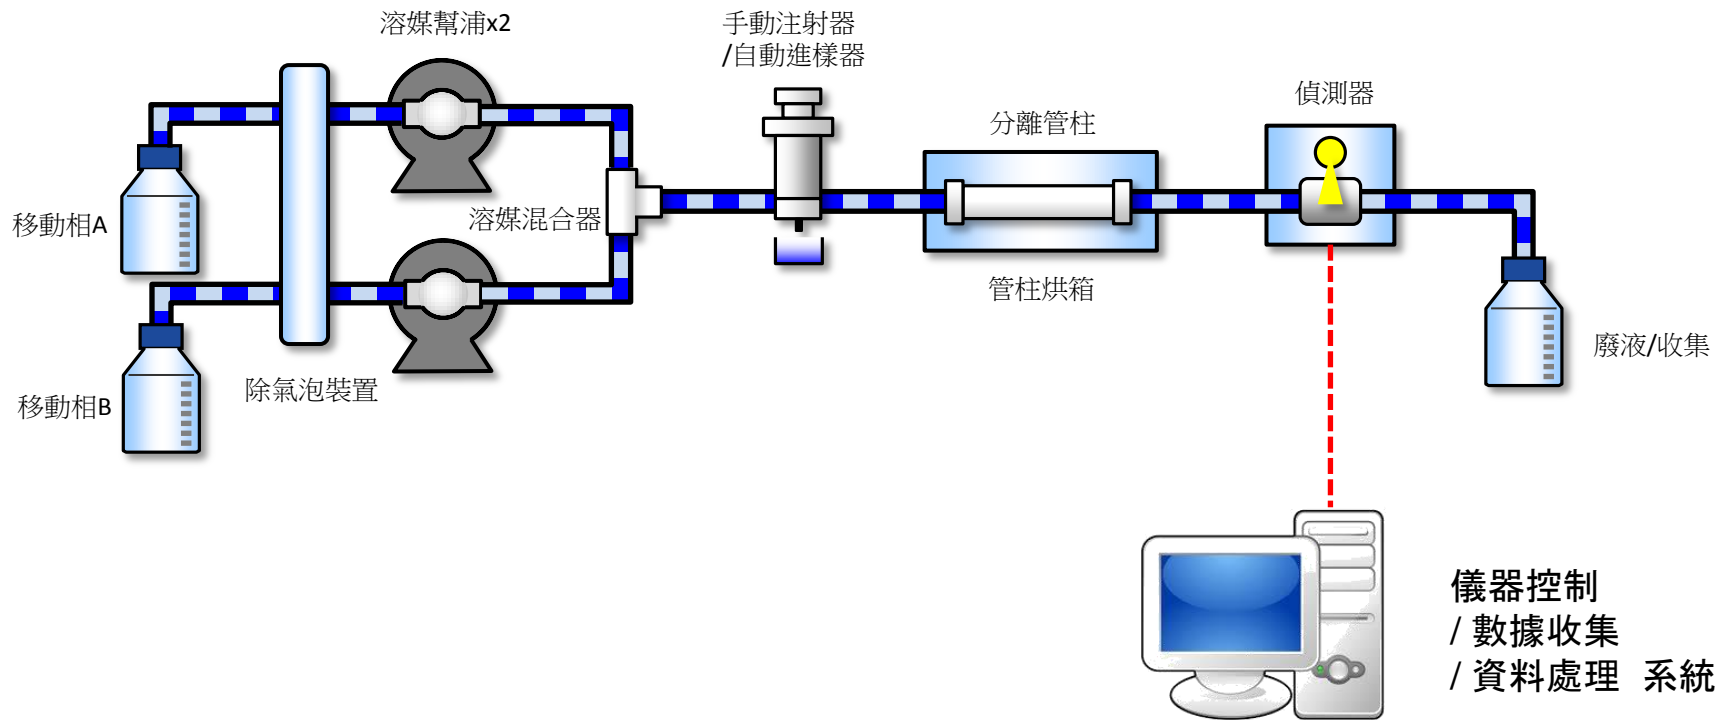 溶媒幫浦x2
手動注射器
/自動進樣器
偵測器
分離管柱
移動相A
溶媒混合器
管柱烘箱
廢液/收集
除氣泡裝置
移動相B
儀器控制
/ 數據收集
/ 資料處理 系統